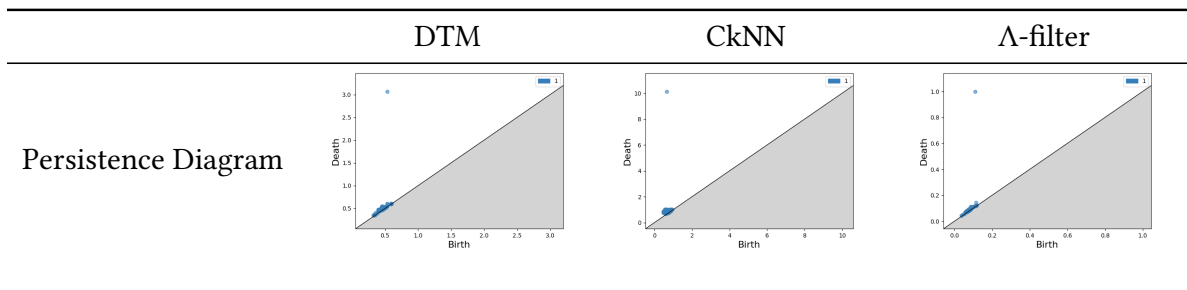 DTM CkNN Λ-filter
Persistence Diagram
1
3.0
2.5
2.0
1.5
1.0
0.5
Death
0.5 1.0 1.5 2.0 2.5 3.0
Birth
1
10
8
6
4
2
0
Death
0 2 4 6 8 10
Birth
1
1.0
0.8
0.6
0.4
0.2
0.0
Death
0.0 0.2 0.4 0.6 0.8 1.0
Birth